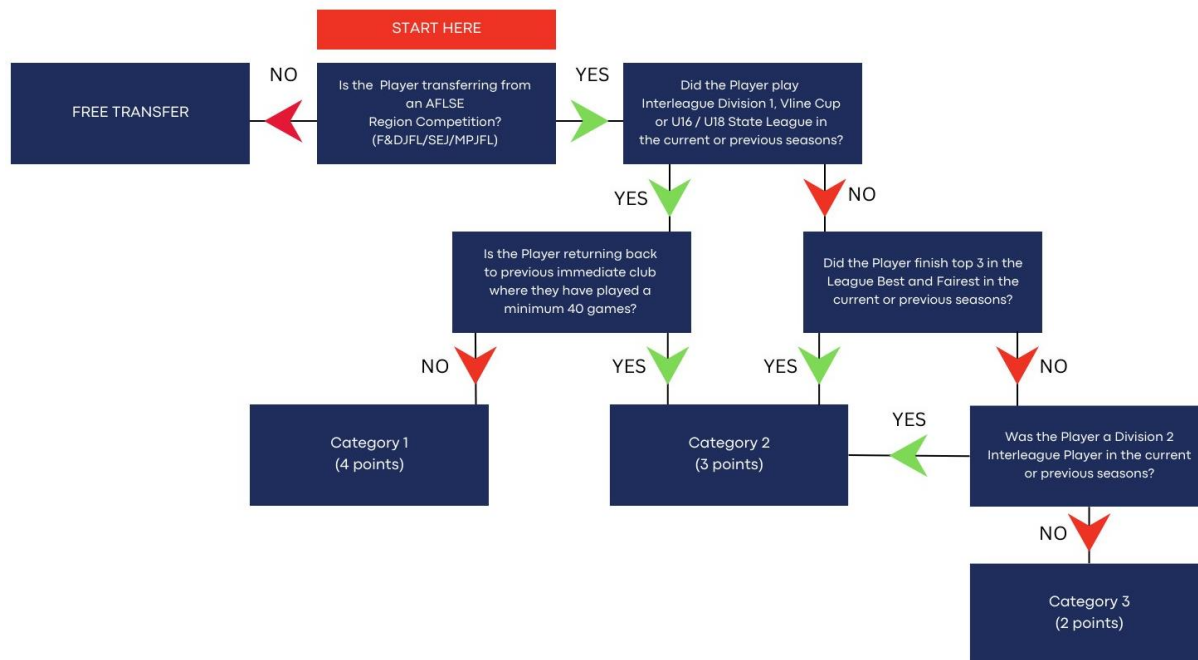 START HERE
FREE TRANSFER
NO
Is the Player transferring from
an AFLSE
Region Competition?
(F&DJFL/SEJ/MPJFL)
YES
Did the Player play
Interleague Division 1, Vline Cup
or U16 / U18 State League in
the current or previous seasons?
YES
NO
Is the Player returning back
to previous immediate club
where they have played a
minimum 40 games?
Did the Player finish top 3 in the
League Best and Fairest in the
current or previous seasons?
NO
YES
YES
NO
Category 1
(4 points)
Category 2
(3 points)
YES
Was the Player a Division 2
Interleague Player in the current
or previous seasons?
NO
Category 3
(2 points)